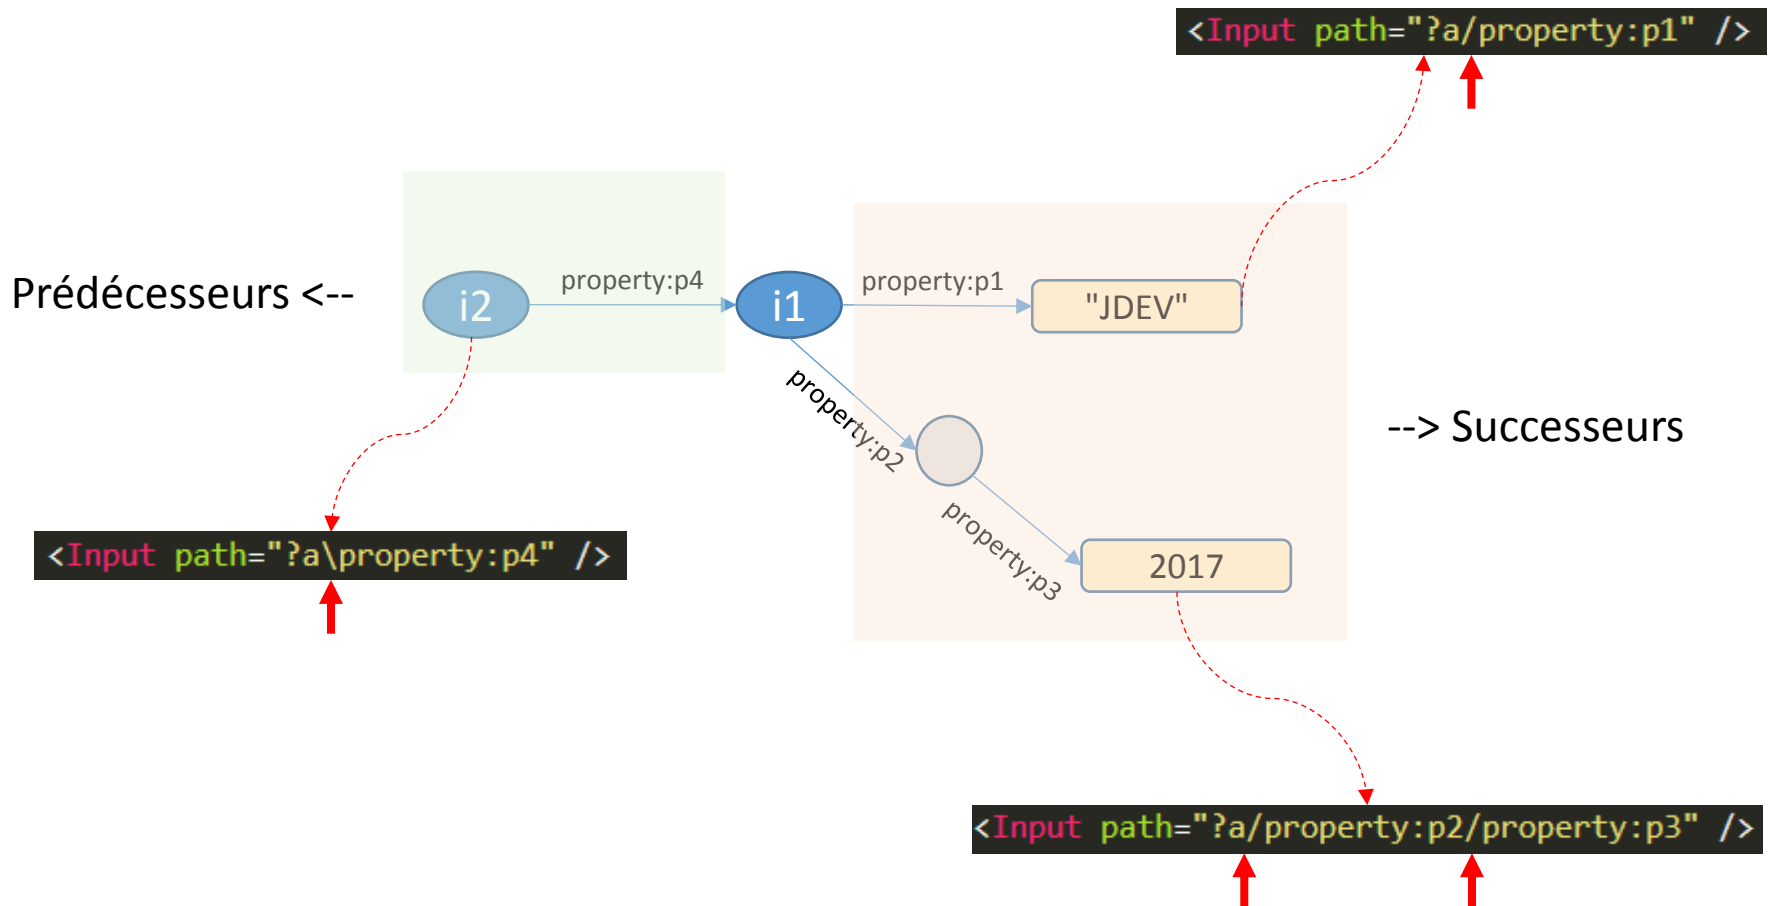 <Input path="?a/property:p1" />
Prédécesseurs <--
i2
property:p4
i1
property:p1
"JDEV"
property:p2
--> Successeurs
property:p3
2017
<Input path="?a\property:p4" />
<Input path="?a/property:p2/property:p3" />